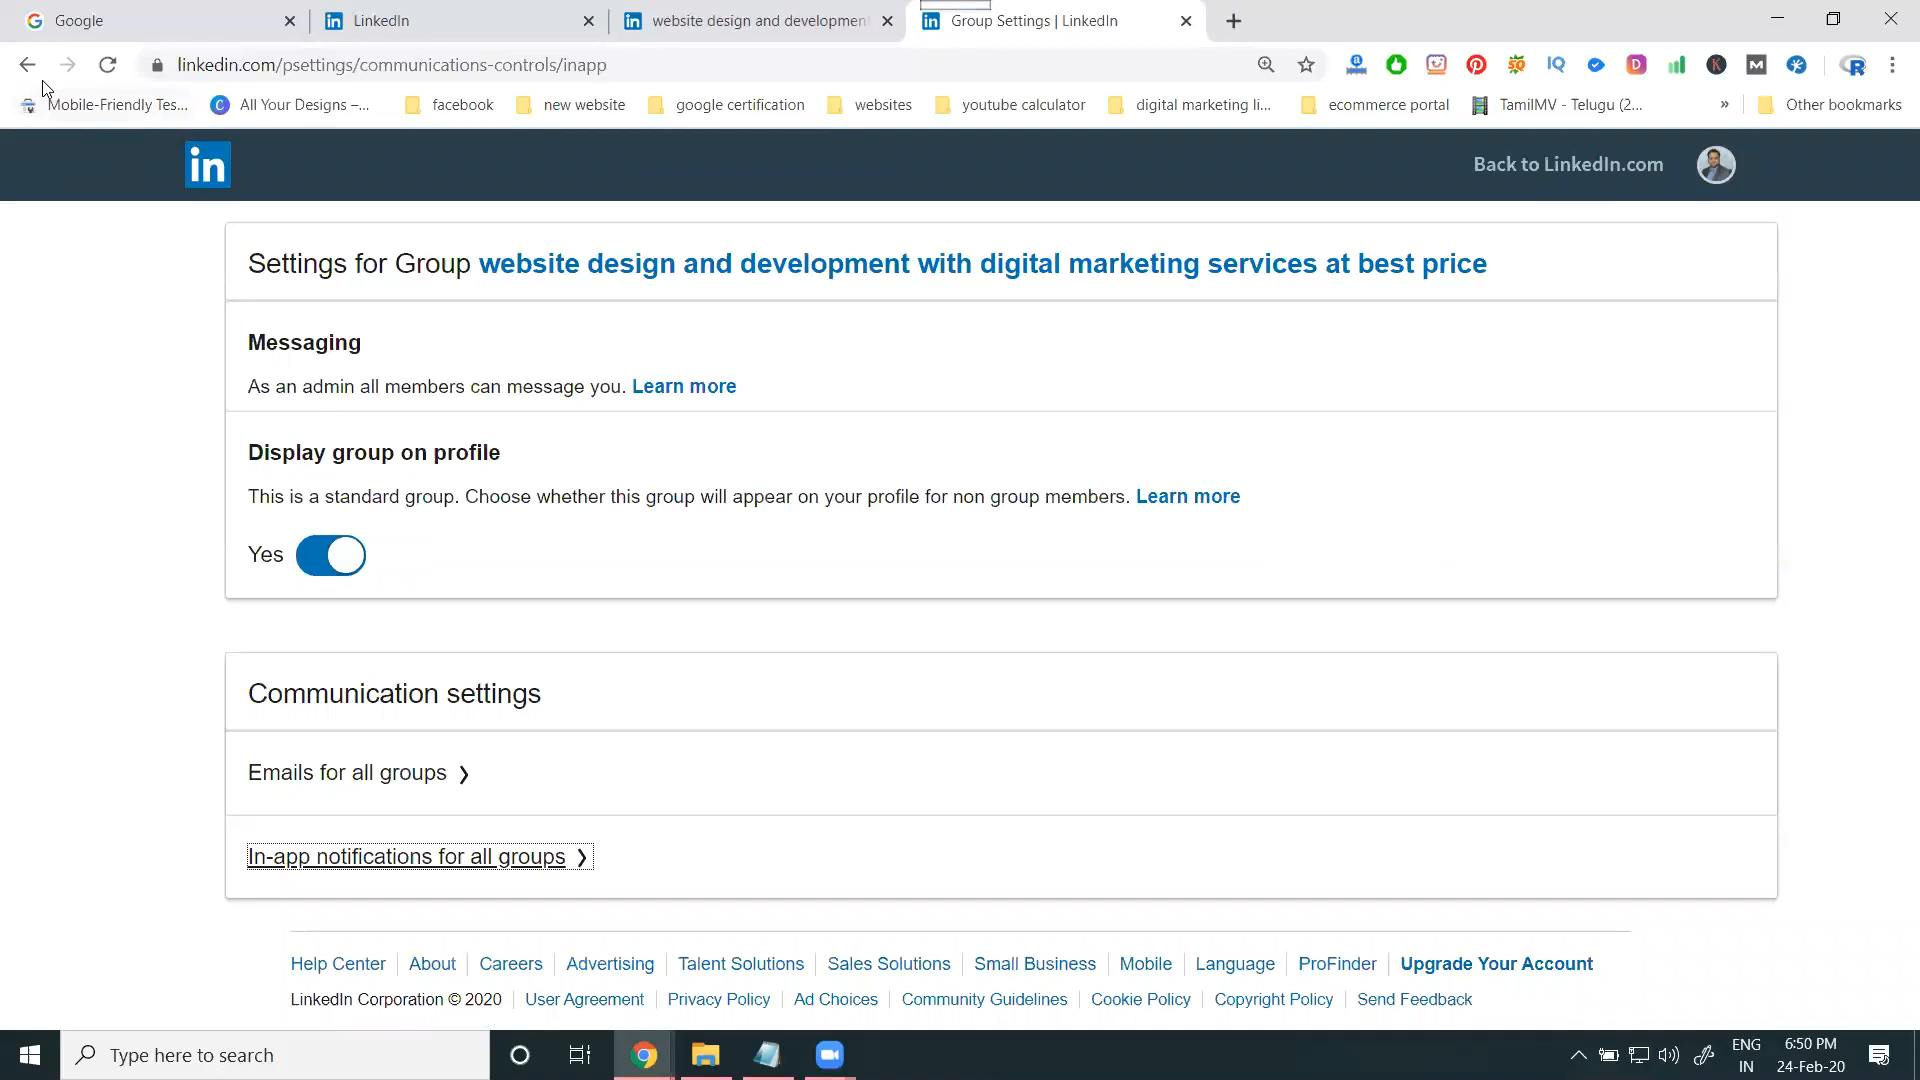 Google
LinkedIn
website design and development
Group Settings | LinkedIn
linkedin.com/psettings/communications-controls/inapp
Mobile-Friendly Tes...
All Your Designs –...
facebook
new website
google certification
websites
youtube calculator
digital marketing li...
ecommerce portal
TamilMV - Telugu (2...
»
Other bookmarks
in
Back to LinkedIn.com
Settings for Group website design and development with digital marketing services at best price
Messaging
As an admin all members can message you. Learn more
Display group on profile
This is a standard group. Choose whether this group will appear on your profile for non group members. Learn more
Yes
Communication settings
Emails for all groups
In-app notifications for all groups
Help Center About Careers Advertising Talent Solutions Sales Solutions Small Business Mobile Language ProFinder Upgrade Your Account
LinkedIn Corporation © 2020 User Agreement Privacy Policy Ad Choices Community Guidelines Cookie Policy Copyright Policy Send Feedback
Type here to search
ENG
IN
6:50 PM
24-Feb-20